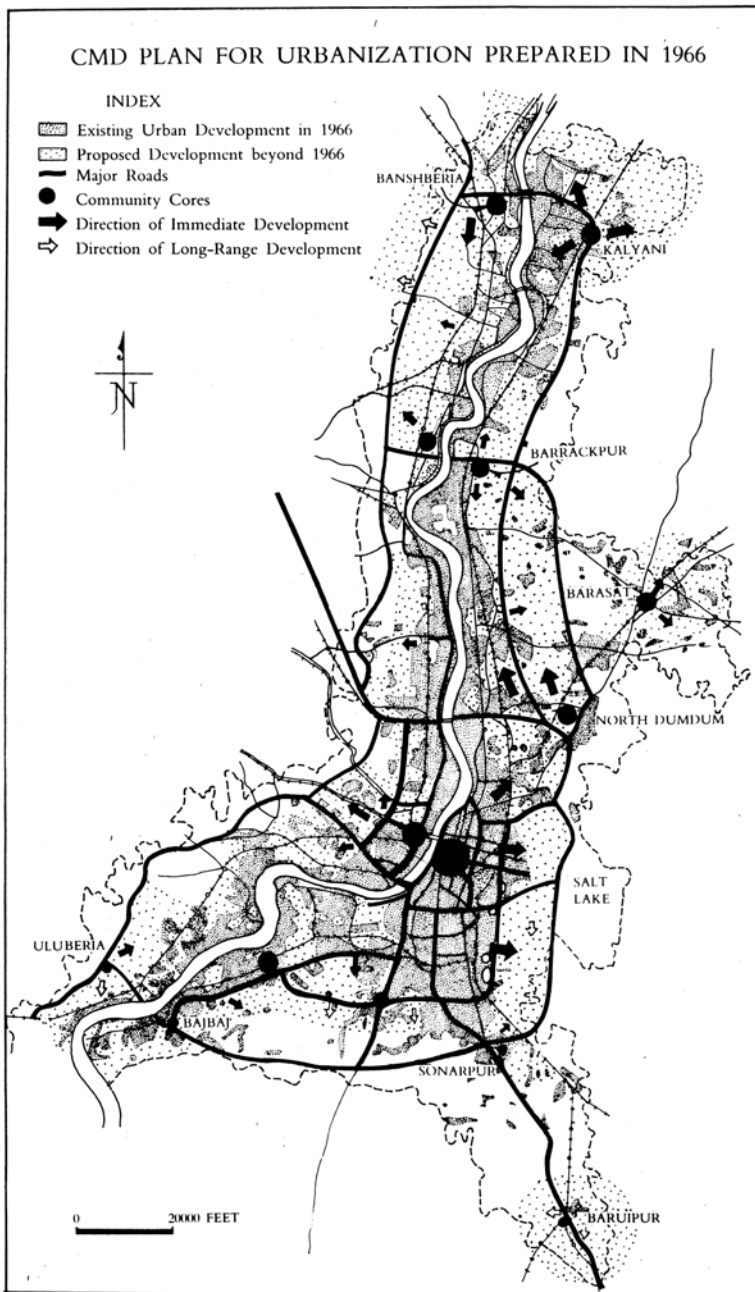 CMD PLAN FOR URBANIZATION PREPARED IN 1966
INDEX
Existing Urban Development in 1966
Proposed Development beyond 1966
Major Roads
Community Cores
Direction of Immediate Development
Direction of Long-Range Development
BANSHBERIA
KALYANI
N
BARRACKPUR
BARASAT
NORTH DUMDUM
SALT
LAKE
ULUBERIA
BAJBAJ
SONARPUR
0 20000 FEET
BARUIPUR